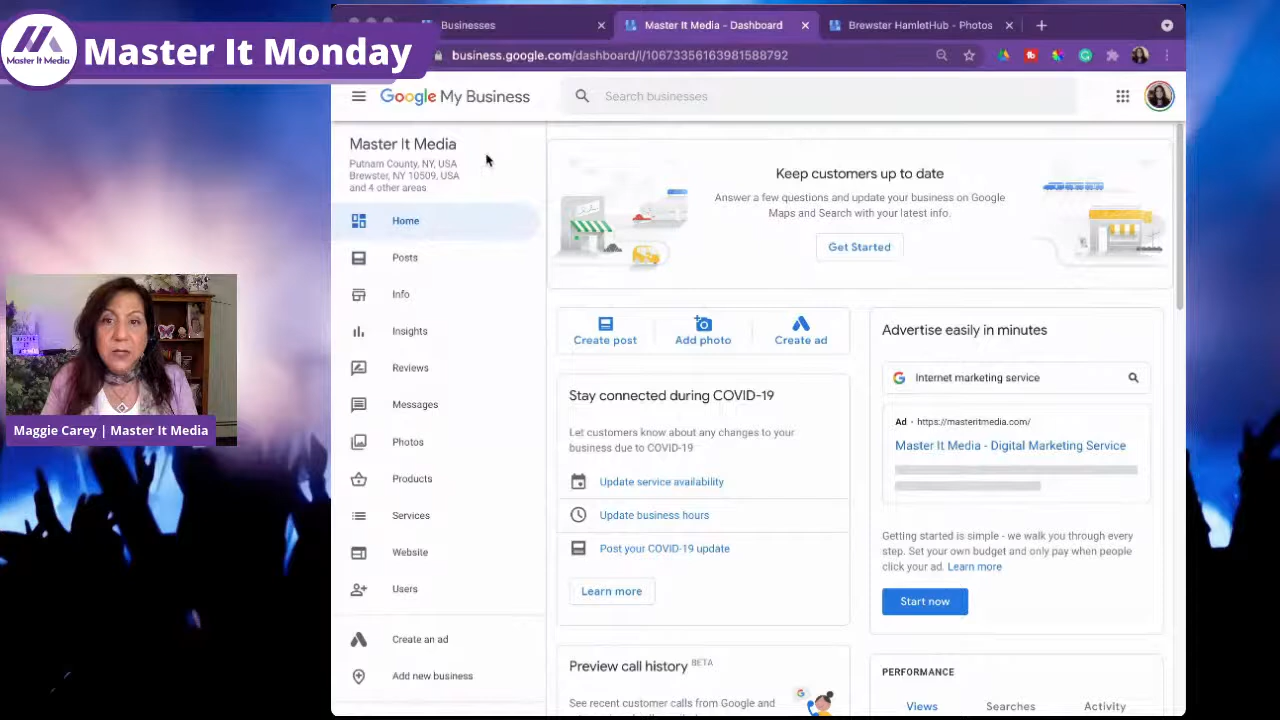 Master It Media
Master It Monday
Maggie Carey | Master It Media
Businesses
Master It Media - Dashboard
Brewster HamletHub - Photos
business.google.com/dashboard/l/10673356163981588792
Google My Business
Search businesses
Master It Media
Putnam County, NY, USA
Brewster, NY 10509, USA
and 4 other areas
Home
Posts
Info
Insights
Reviews
Messages
Photos
Products
Services
Website
Users
Create an ad
Add new business
Keep customers up to date
Answer a few questions and update your business on Google
Maps and Search with your latest info.
Get Started
Create post
Add photo
Create ad
Stay connected during COVID-19
Let customers know about any changes to your
business due to COVID-19
Update service availability
Update business hours
Post your COVID-19 update
Learn more
Preview call history BETA
See recent customer calls from Google and
Advertise easily in minutes
Internet marketing service
Ad · https://masteritmedia.com/
Master It Media - Digital Marketing Service
Getting started is simple - we walk you through every
step. Set your own budget and only pay when people
click your ad. Learn more
Start now
PERFORMANCE
Views
Searches
Activity